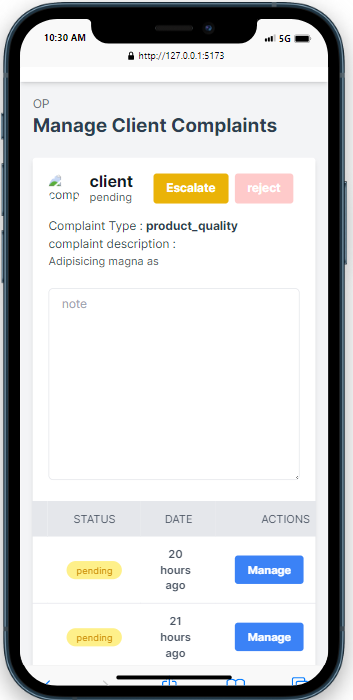 10:30 AM
5G
http://127.0.0.1:5173
OP
Manage Client Complaints
comp
client
pending
Escalate
reject
Complaint Type : product_quality
complaint description :
Adipisicing magna as
note
STATUS DATE ACTIONS
pending
20
hours
ago
Manage
pending
21
hours
ago
Manage